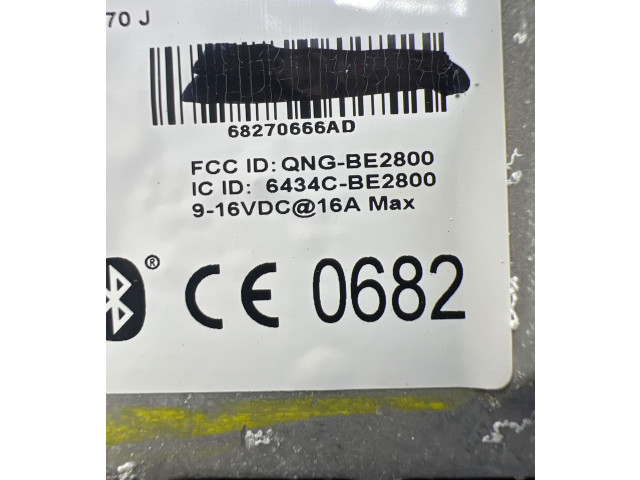 70 J
68270666AD
FCC ID: QNG-BE2800
IC ID: 6434C-BE2800
9-16VDC@16A Max
® CE 0682